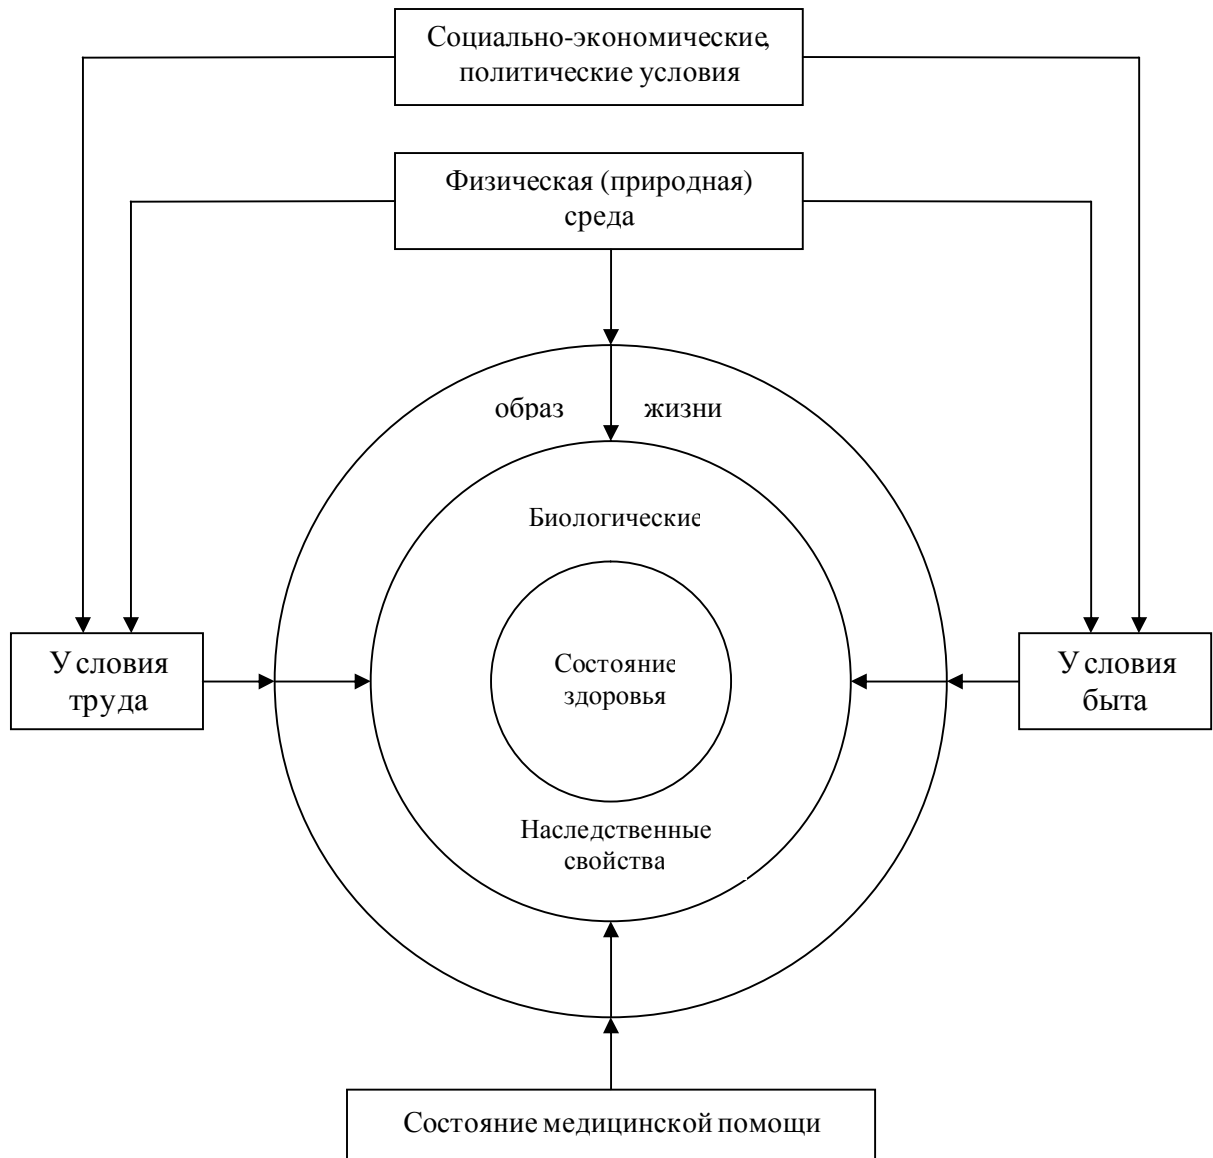 Социально-экономические,
политические условия
Физическая (природная)
среда
образ жизни
Биологические
Условия
труда
Состояние
здоровья
Условия
быта
Наследственные
свойства
Состояние медицинской помощи